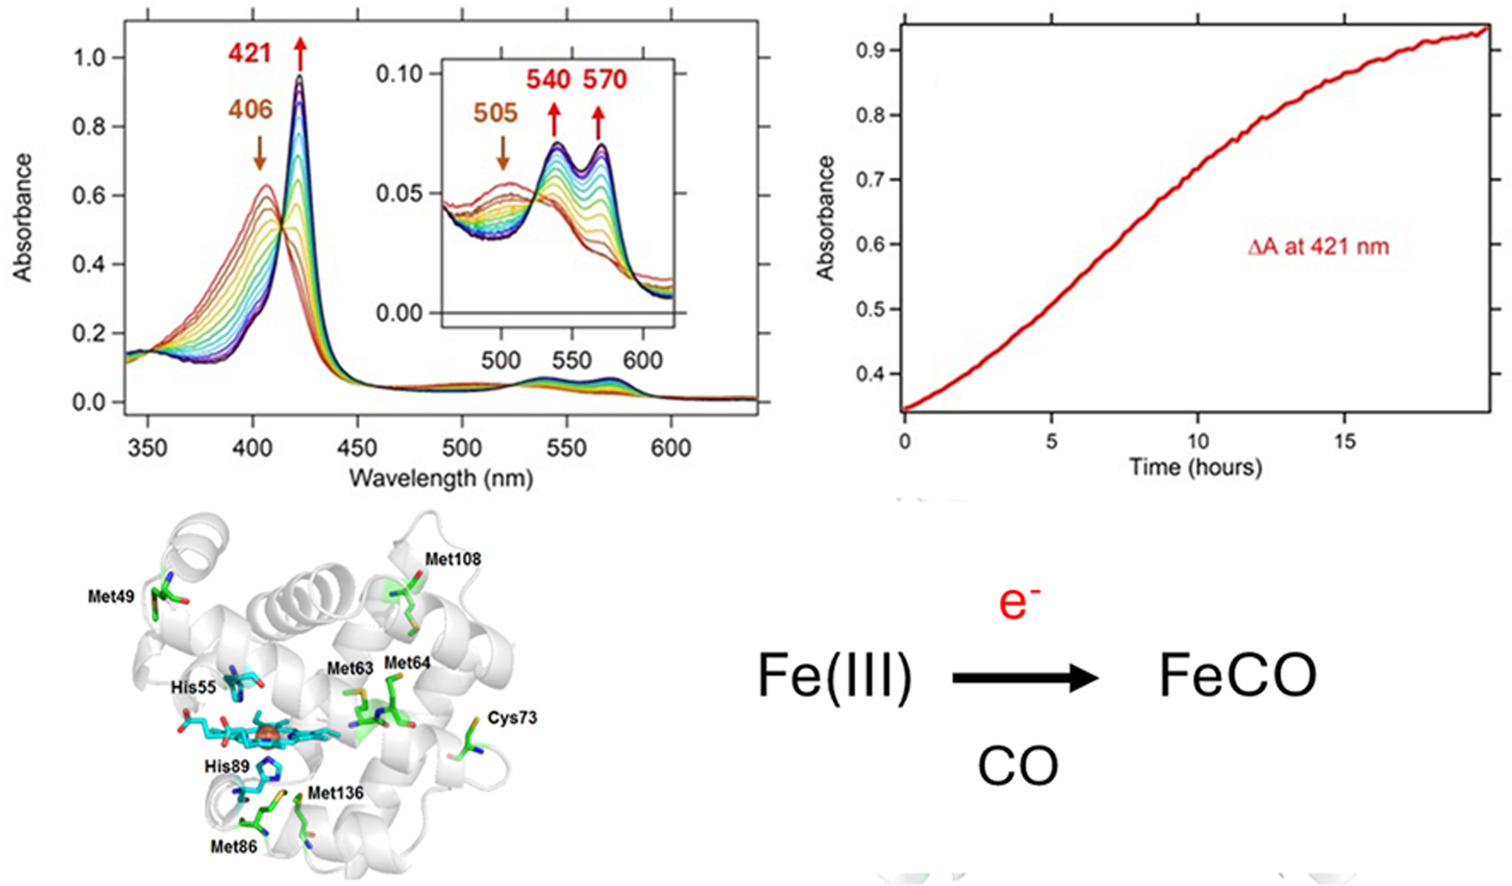 1.0
0.8
0.6
0.4
0.2
0.0
Absorbance
421
406
0.10
0.05
0.00
505
540 570
500 550 600
350 400 450 500 550 600
Wavelength (nm)
0.9
0.8
0.7
0.6
0.5
0.4
Absorbance
ΔA at 421 nm
0 5 10 15
Time (hours)
Met108
Met49
Met63 Met64
His55
Cys73
His89
Met136
Met86
e-
Fe(III) FeCO
CO